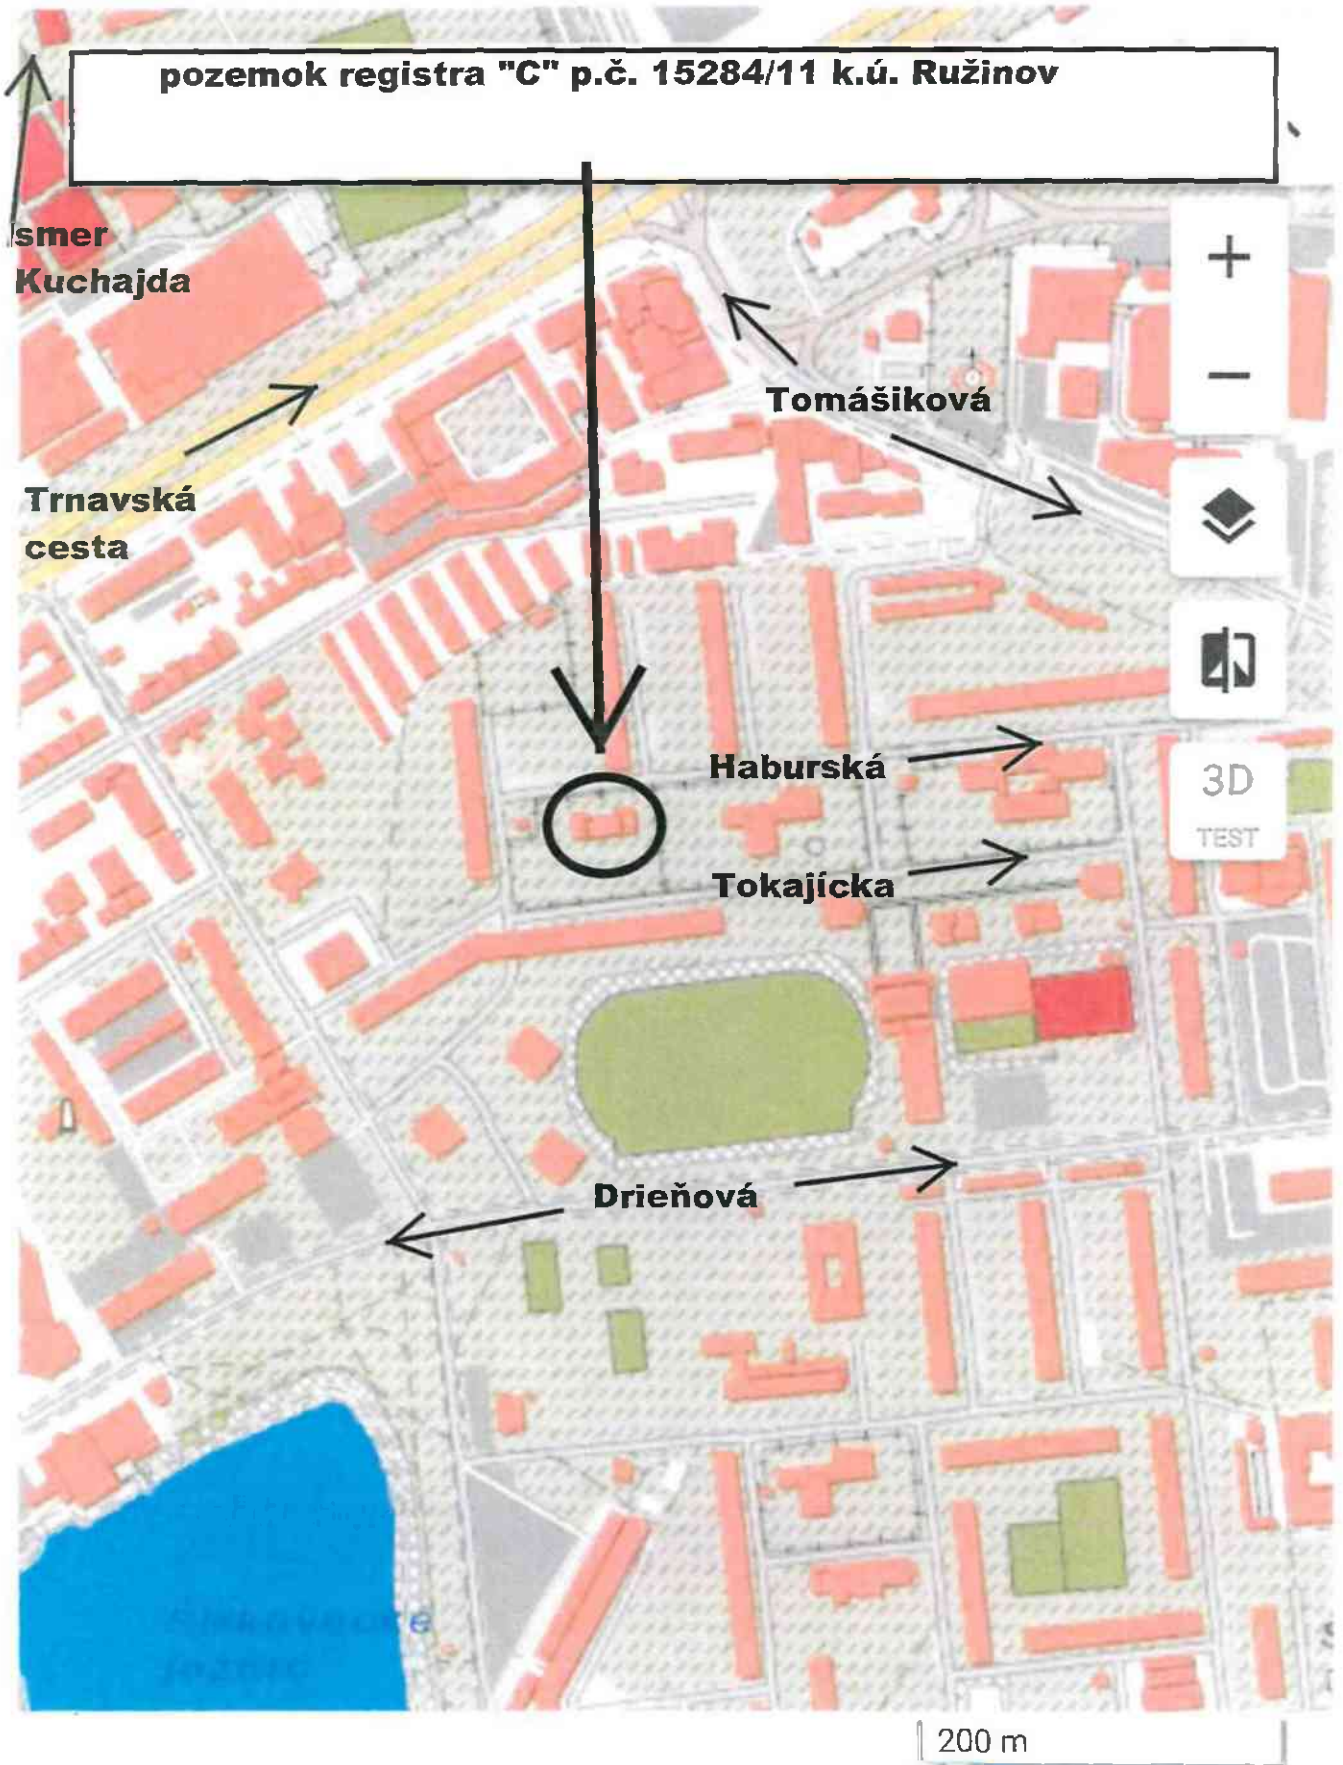 pozemok registra "C" p.č. 15284/11 k.ú. Ružinov
smer
Kuchajda
Tomášiková
Trnavská
cesta
Haburská
3D
TEST
Tokajícka
Drieňová
200 m